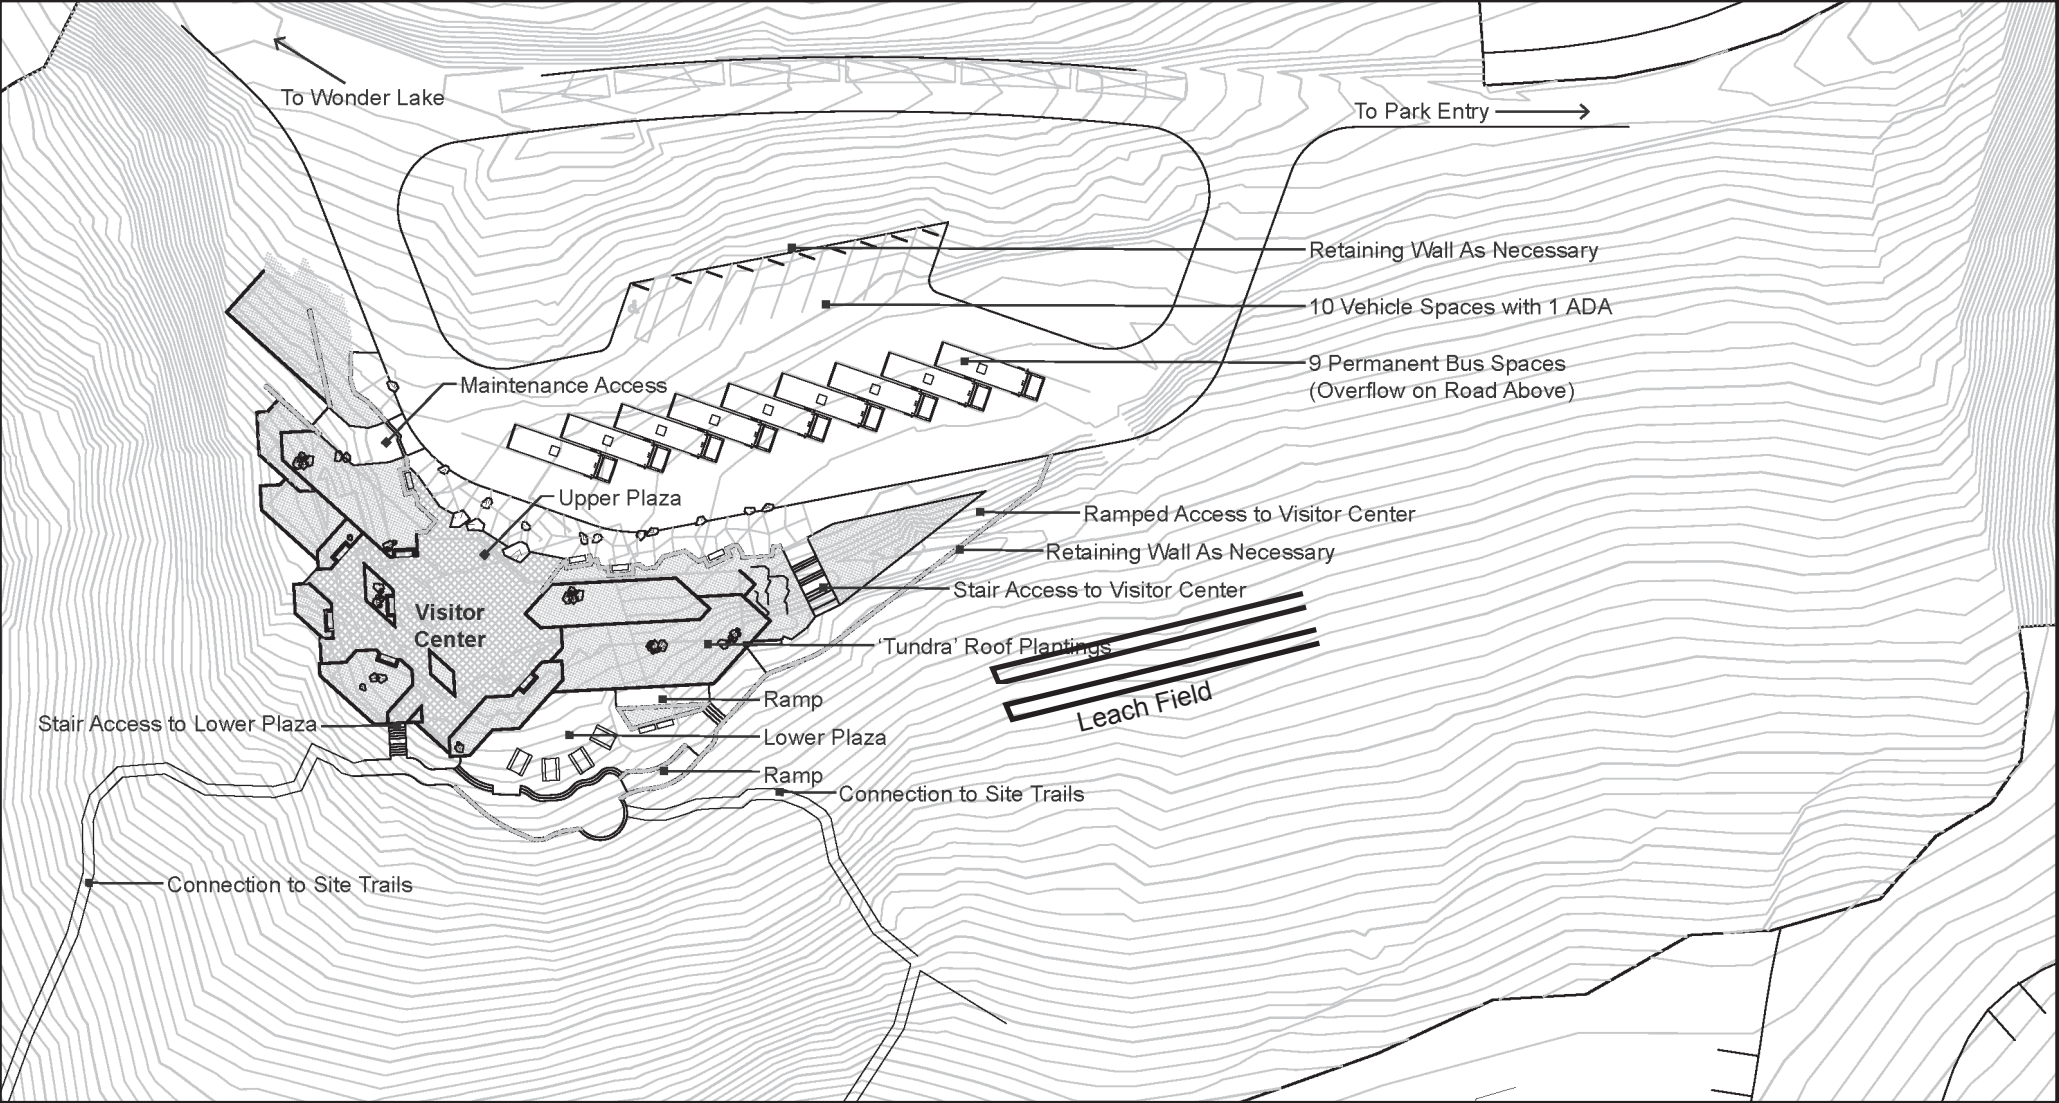 To Wonder Lake
To Park Entry
Retaining Wall As Necessary
10 Vehicle Spaces with 1 ADA
9 Permanent Bus Spaces
(Overflow on Road Above)
Maintenance Access
Upper Plaza
Ramped Access to Visitor Center
Retaining Wall As Necessary
Stair Access to Visitor Center
Visitor
Center
‘Tundra’ Roof Plantings
Ramp
Leach Field
Stair Access to Lower Plaza
Lower Plaza
Ramp
Connection to Site Trails
Connection to Site Trails